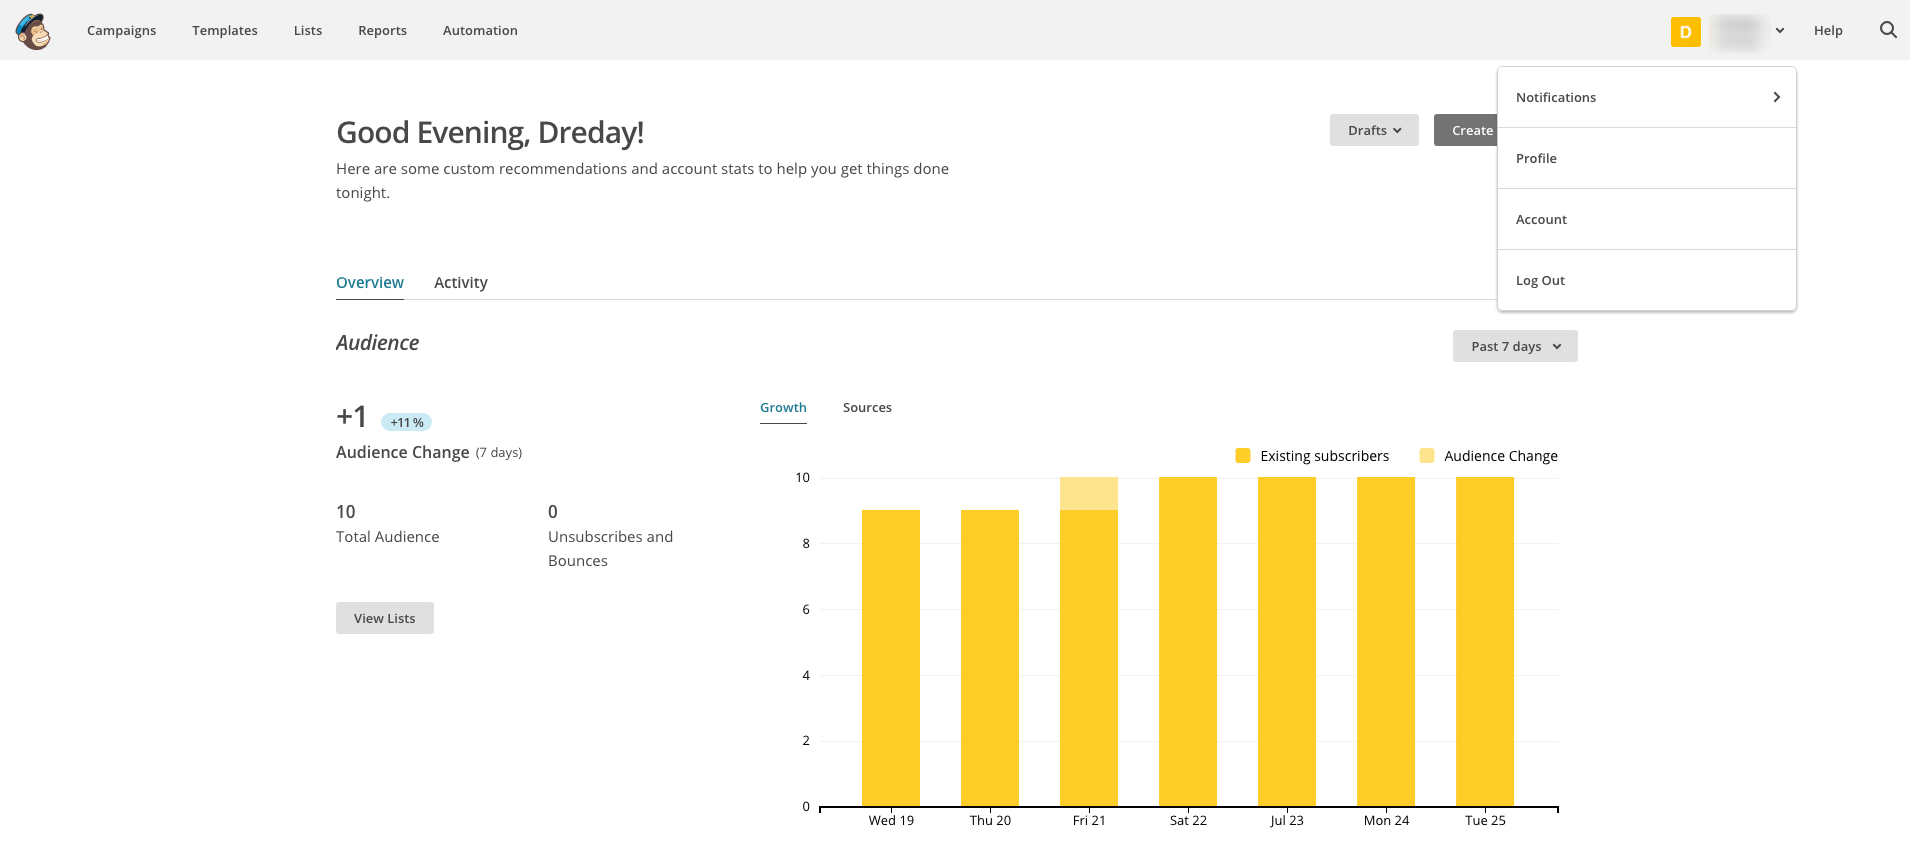 Campaigns Templates Lists Reports Automation
D
Help
Notifications
Profile
Account
Log Out
Good Evening, Dreday!
Here are some custom recommendations and account stats to help you get things done
tonight.
Drafts
Create
Overview Activity
Audience
Past 7 days
+1 +11 %
Audience Change (7 days)
10
Total Audience
0
Unsubscribes and
Bounces
View Lists
Growth Sources
Existing subscribers Audience Change
10
8
6
4
2
0
Wed 19 Thu 20 Fri 21 Sat 22 Jul 23 Mon 24 Tue 25